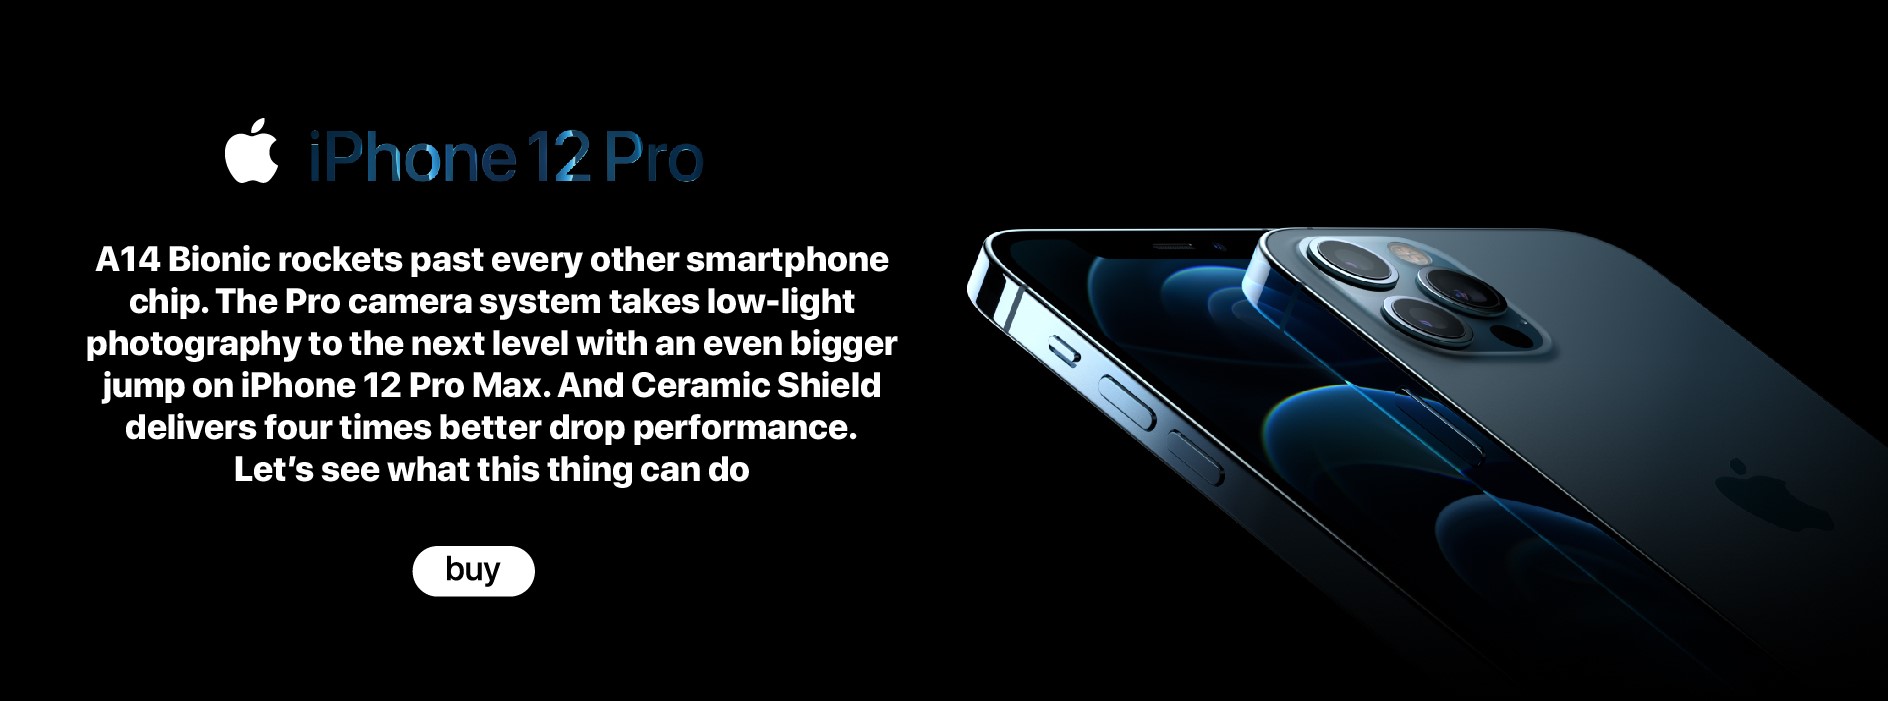 iPhone 12 Pro
A14 Bionic rockets past every other smartphone
chip. The Pro camera system takes low-light
photography to the next level with an even bigger
jump on iPhone 12 Pro Max. And Ceramic Shield
delivers four times better drop performance.
Let’s see what this thing can do
buy